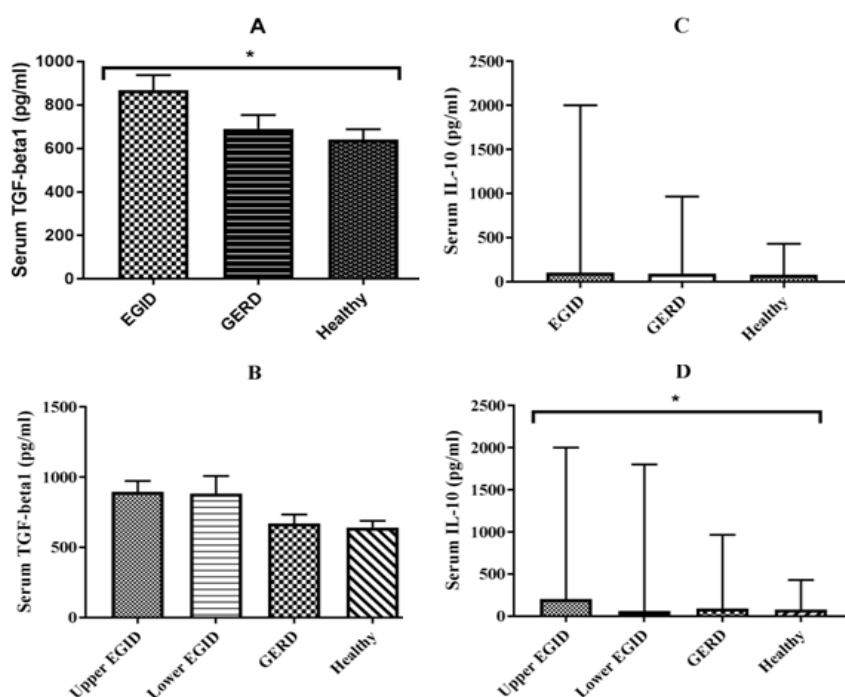 A
*
Serum TGF-beta1 (pg/ml)
1000
800
600
400
200
0
EGID
GERD
Healthy
C
Serum IL-10 (pg/ml)
2500
2000
1500
1000
500
0
EGID
GERD
Healthy
B
Serum TGF-beta1 (pg/ml)
1500
1000
500
0
Upper EGID
Lower EGID
GERD
Healthy
D
*
Serum IL-10 (pg/ml)
2500
2000
1500
1000
500
0
Upper EGID
Lower EGID
GERD
Healthy